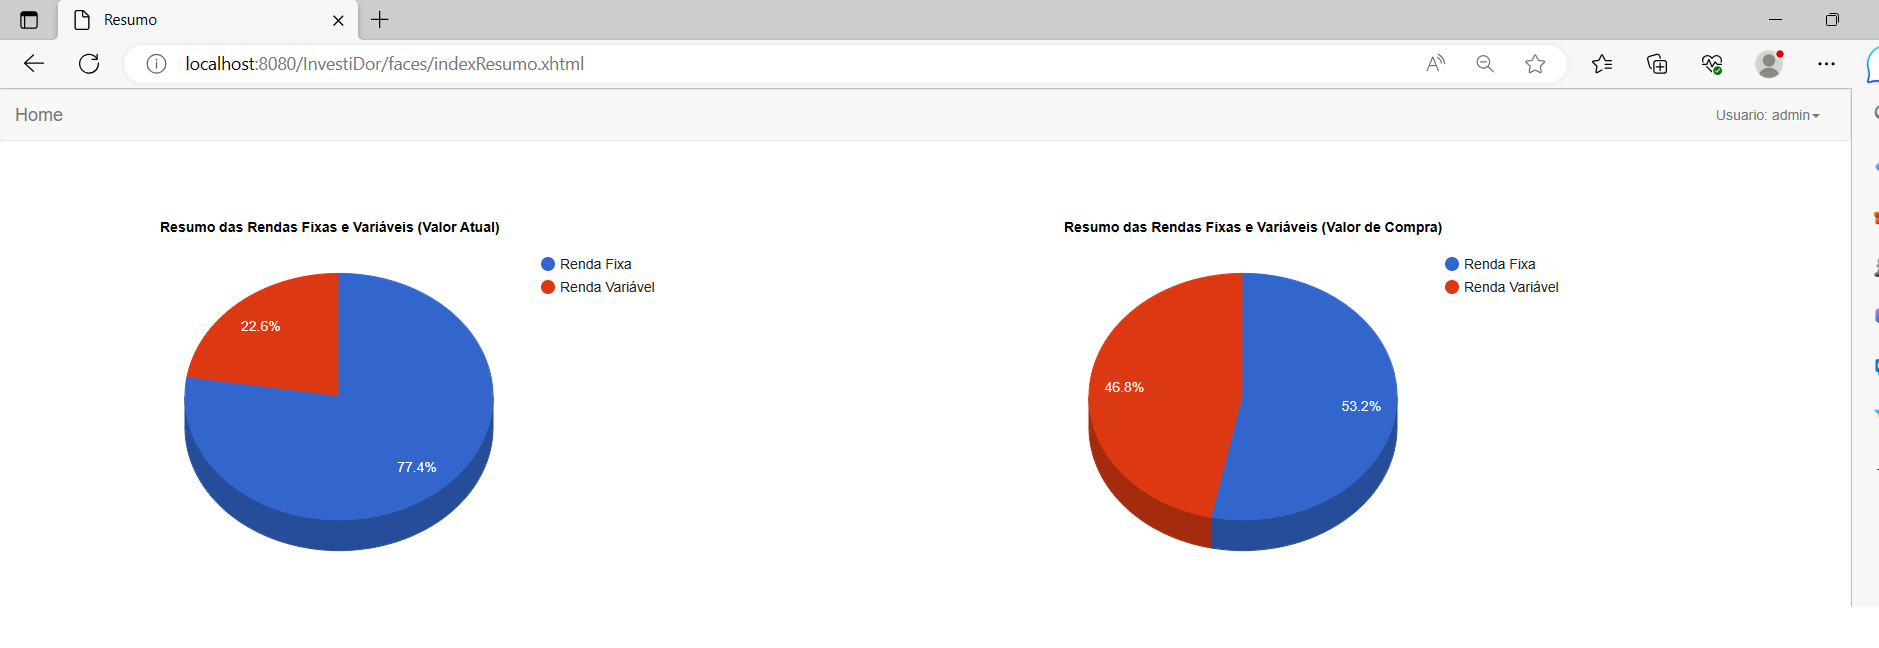 Resumo
localhost:8080/InvestiDor/faces/indexResumo.xhtml
Home
Usuario: admin
Resumo das Rendas Fixas e Variáveis (Valor Atual)
Renda Fixa
Renda Variável
22.6%
77.4%
Resumo das Rendas Fixas e Variáveis (Valor de Compra)
Renda Fixa
Renda Variável
46.8%
53.2%